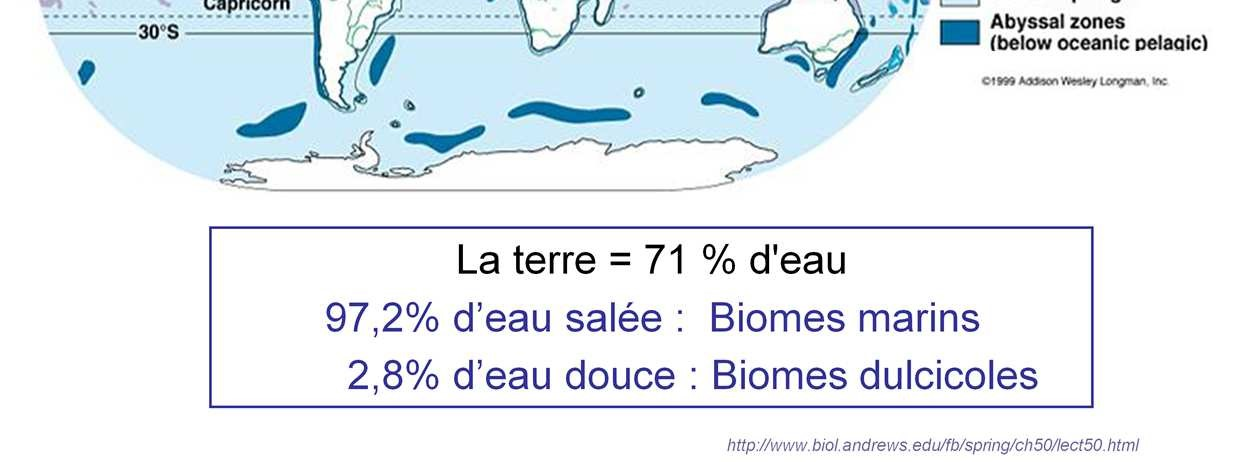 Capricorn
30°S
Abyssal zones
(below oceanic pelagic)
©1999 Addison Wesley Longman, Inc.
La terre = 71 % d'eau
97,2% d’eau salée : Biomes marins
2,8% d’eau douce : Biomes dulcicoles
http://www.biol.andrews.edu/fb/spring/ch50/lect50.html